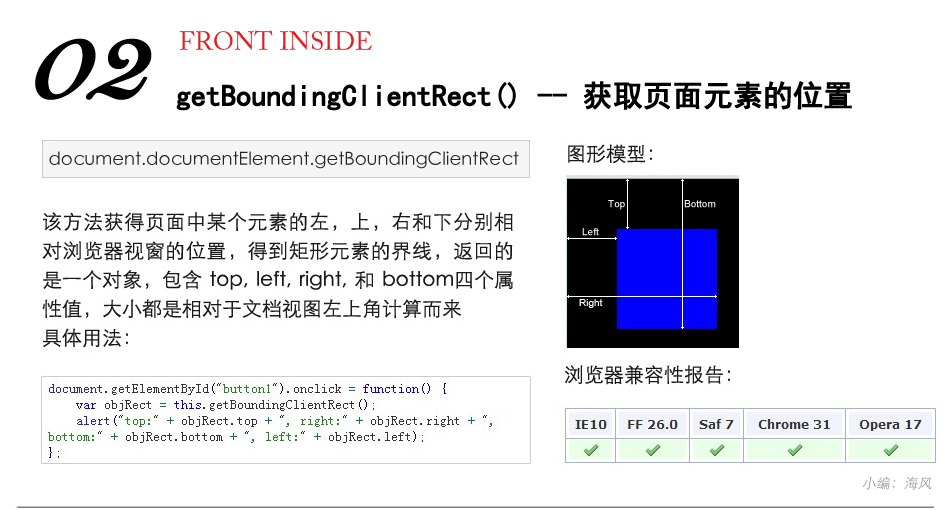 02
FRONT INSIDE
getBoundingClientRect() -- 获取页面元素的位置
document.documentElement.getBoundingClientRect
该方法获得页面中某个元素的左，上，右和下分别相
对浏览器视窗的位置，得到矩形元素的界线，返回的
是一个对象，包含 top, left, right, 和 bottom四个属
性值，大小都是相对于文档视图左上角计算而来
具体用法：
document.getElementById("button1").onclick = function() {
var objRect = this.getBoundingClientRect();
alert("top:" + objRect.top + ", right:" + objRect.right + ",
bottom:" + objRect.bottom + ", left:" + objRect.left);
};
图形模型：
Top
Bottom
Left
Right
浏览器兼容性报告：
IE10 FF 26.0 Saf 7 Chrome 31 Opera 17
小编：海风